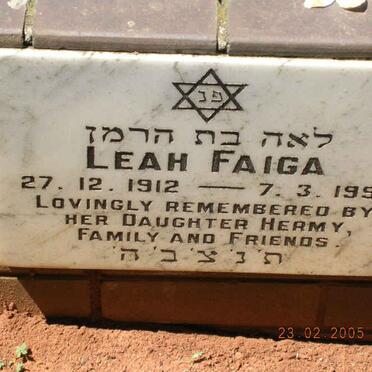 פנ
לאה בת הרמן
LEAH FAIGA
27. 12. 1912 — 7. 3. 199
LOVINGLY REMEMBERED BY
HER DAUGHTER HERMY,
FAMILY AND FRIENDS
ת נ צ ב ה
23.02.2005